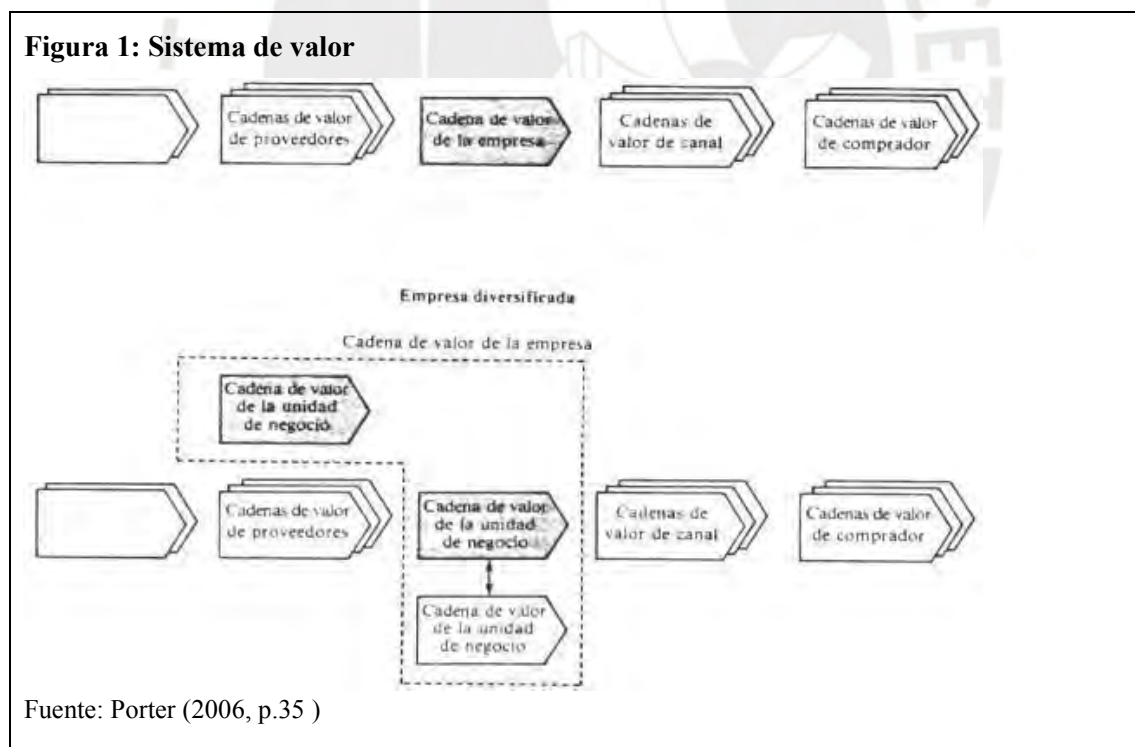 Figura 1: Sistema de valor
Cadenas de valor
de proveedores
Cadena de valor
de la empresa
Cadenas de
valor de canal
Cadenas de valor
de comprador
Empresa diversificada
Cadena de valor de la empresa
Cadena de valor
de la unidad
de negocio
Cadenas de valor
de proveedores
Cadena de valor
de la unidad
de negocio
Cadenas de
valor de canal
Cadenas de valor
de comprador
Cadena de valor
de la unidad
de negocio
Fuente: Porter (2006, p.35 )